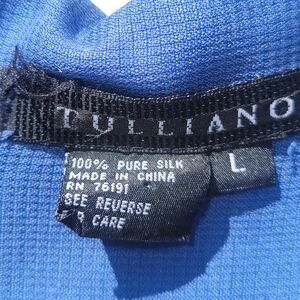 TULLIANO
L
100% PURE SILK
MADE IN CHINA
RN 76191
SEE REVERSE
CARE